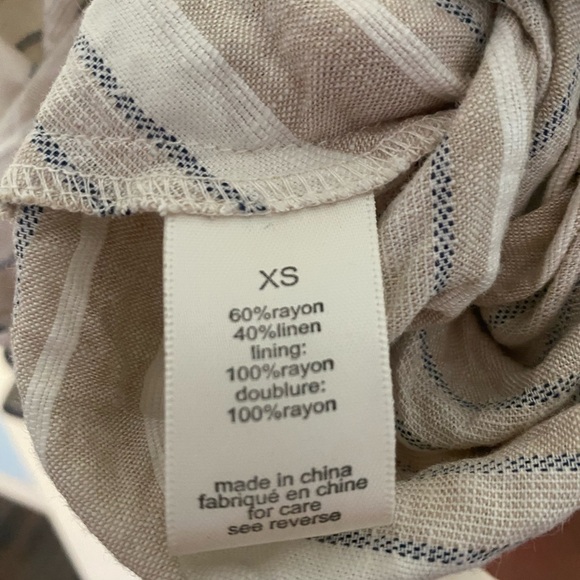 XS
60%rayon
40%linen
lining:
100%rayon
doublure:
100%rayon
made in china
fabriqué en chine
for care
see reverse